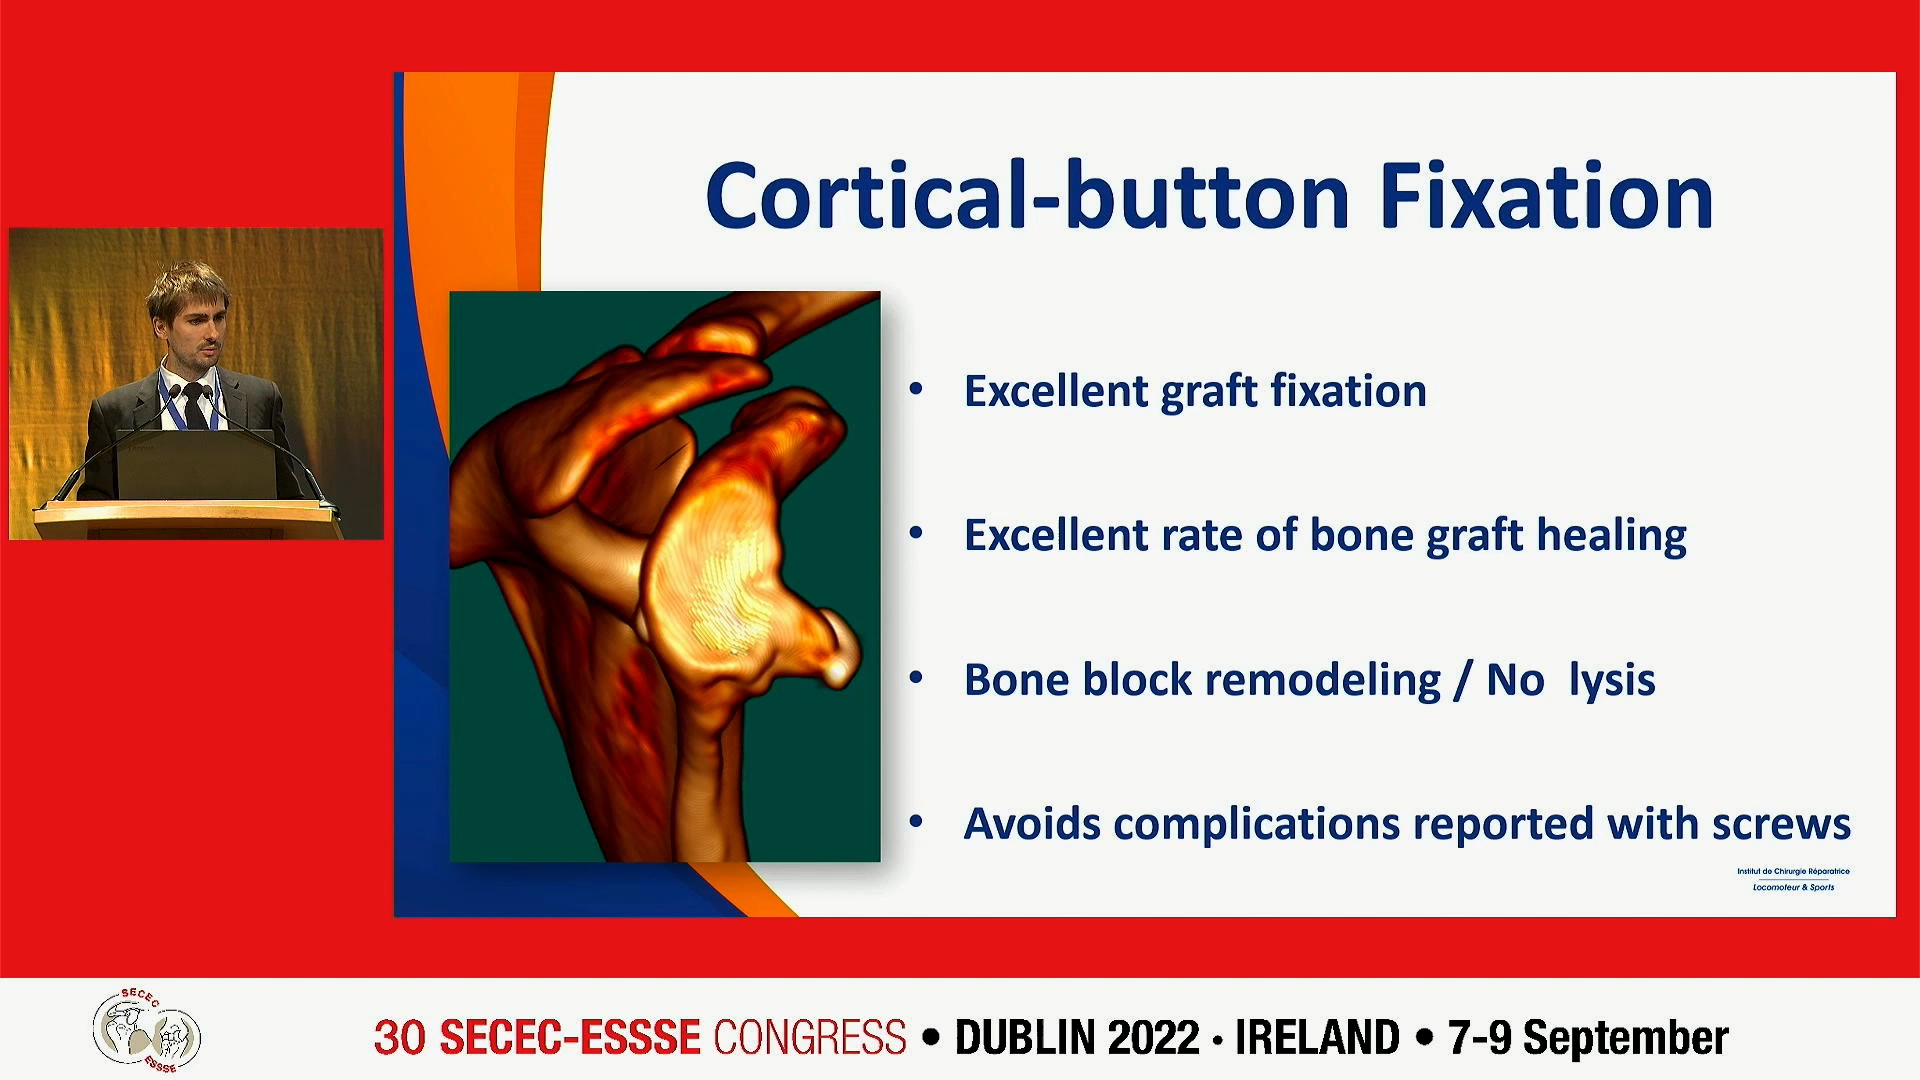 Cortical-button Fixation
• Excellent graft fixation
• Excellent rate of bone graft healing
• Bone block remodeling / No lysis
• Avoids complications reported with screws
Institut de Chirurgie Réparatrice
Locomoteur & Sports
SECEC
ESSSE
30 SECEC-ESSSE CONGRESS • DUBLIN 2022 • IRELAND • 7-9 September